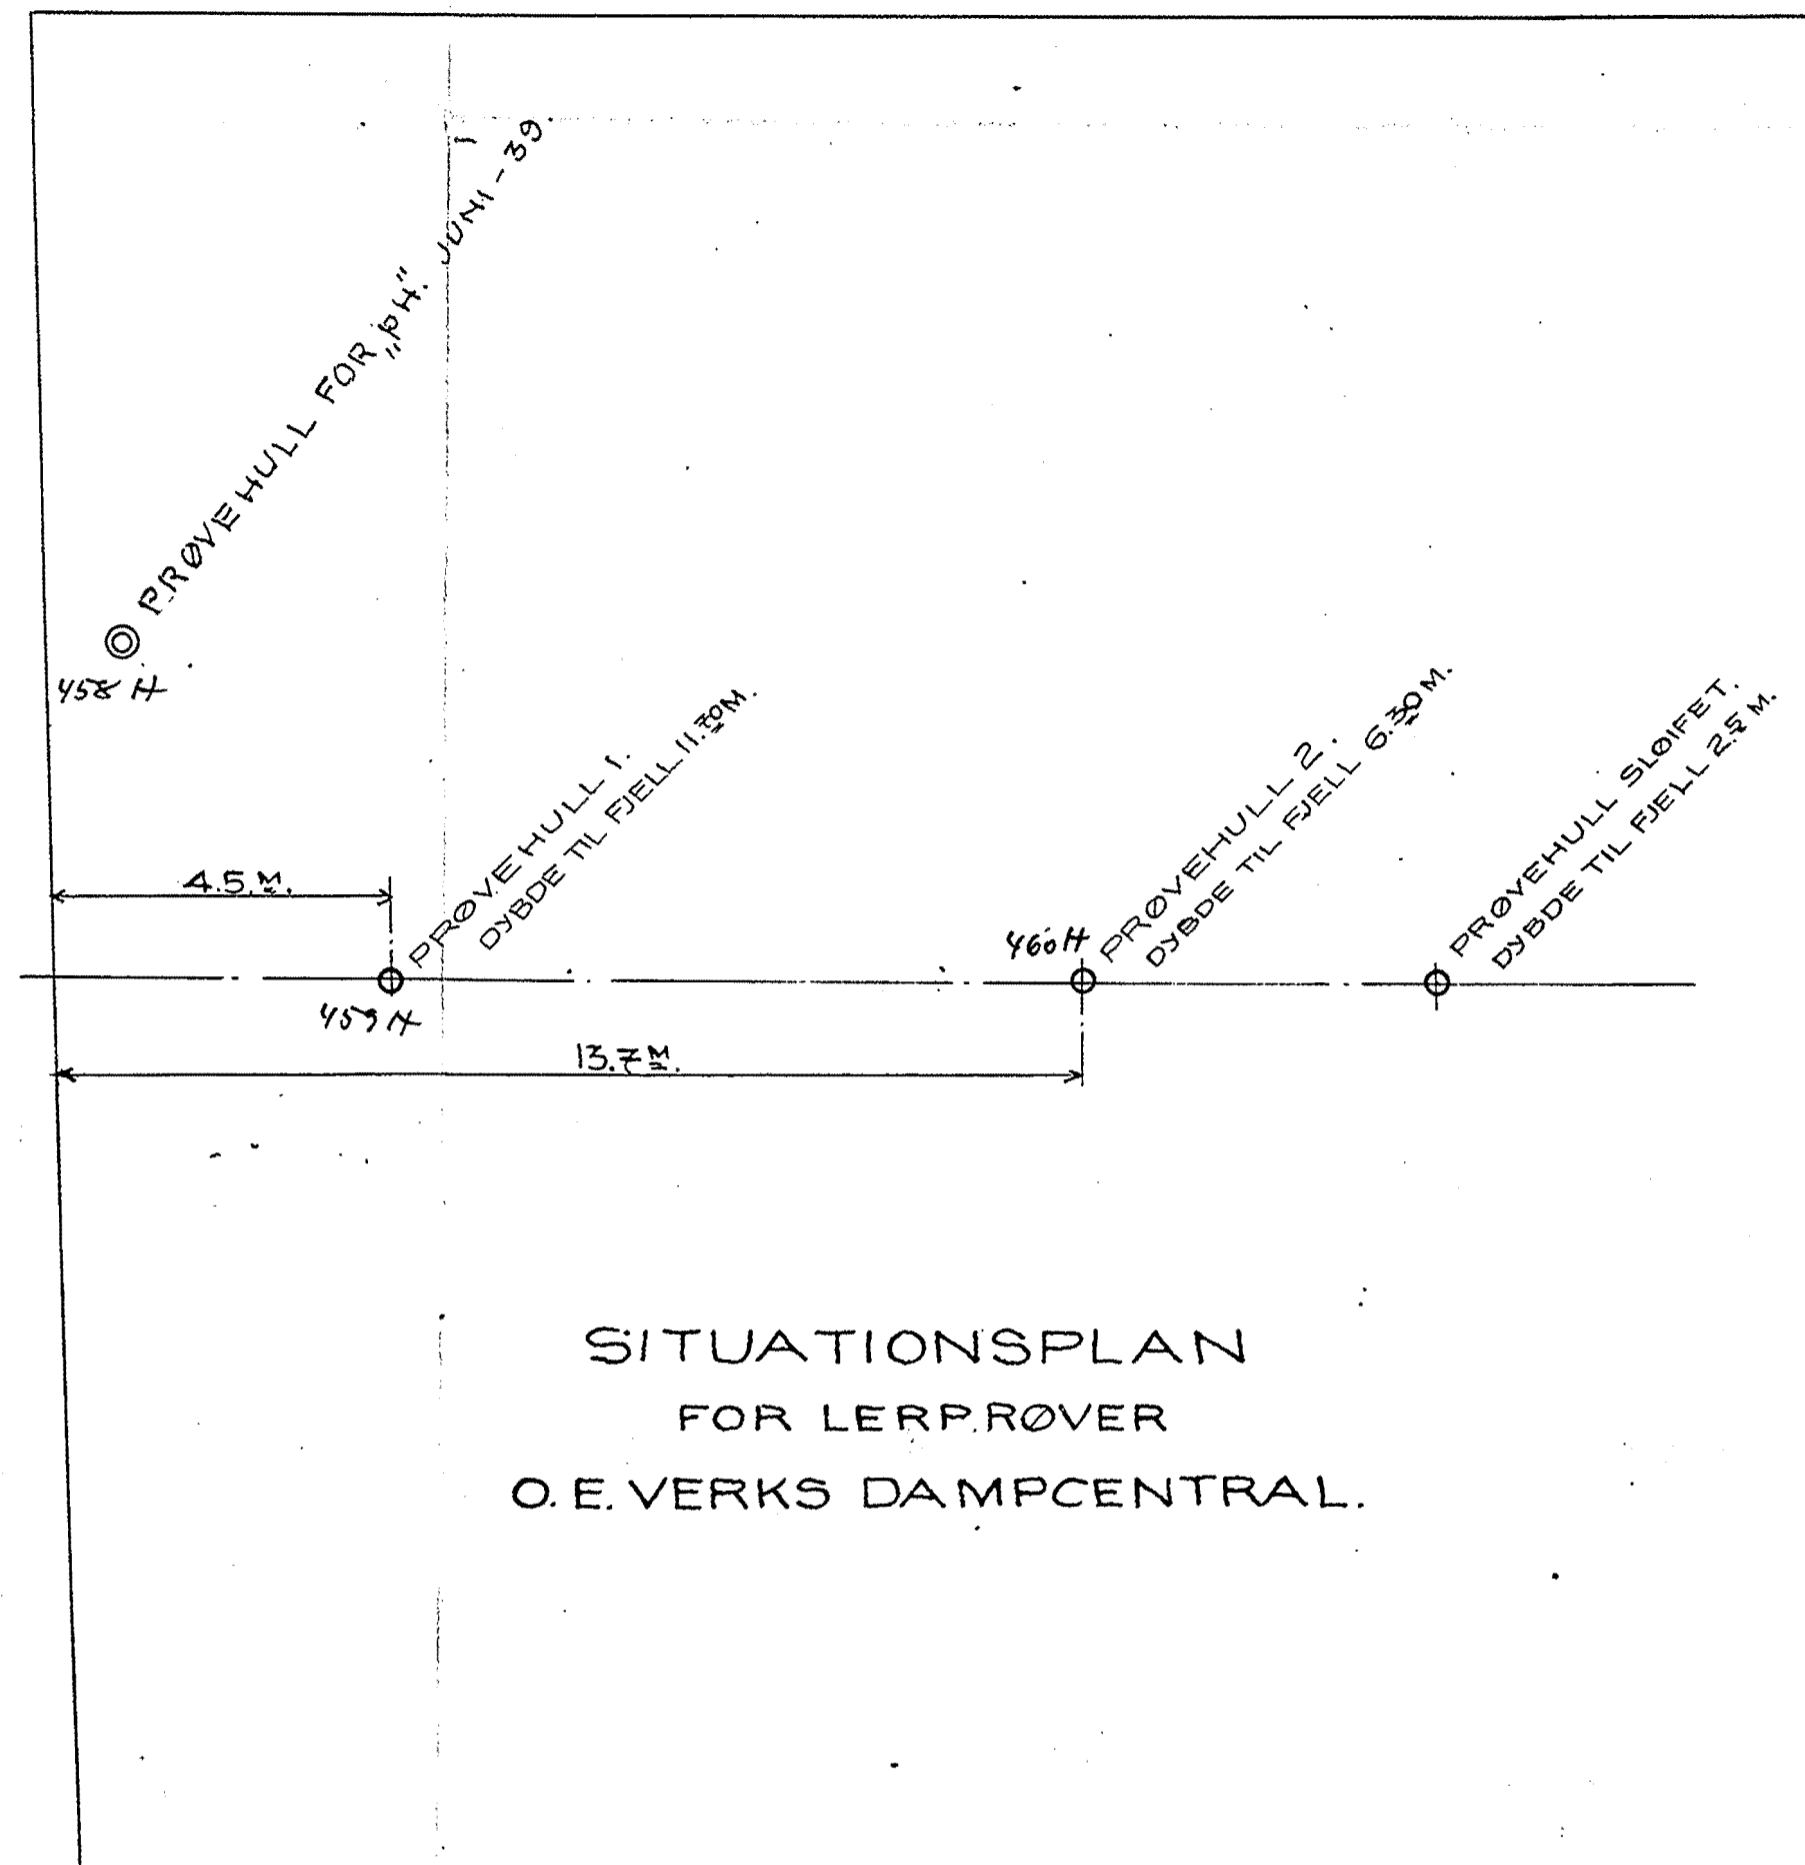 PRØVEHULL FOR „pH". JUNI - 39.
458 H
PRØVEHULL 1.
DYBDE TIL FJELL 11.70 M.
4.5 M.
459 H
460 H
PRØVEHULL 2.
DYBDE TIL FJELL 6.30 M.
PRØVEHULL SLØIFET.
DYBDE TIL FJELL 2.5 M.
13.7 M.
SITUATIONSPLAN
FOR LERPRØVER
O.E. VERKS DAMPCENTRAL.